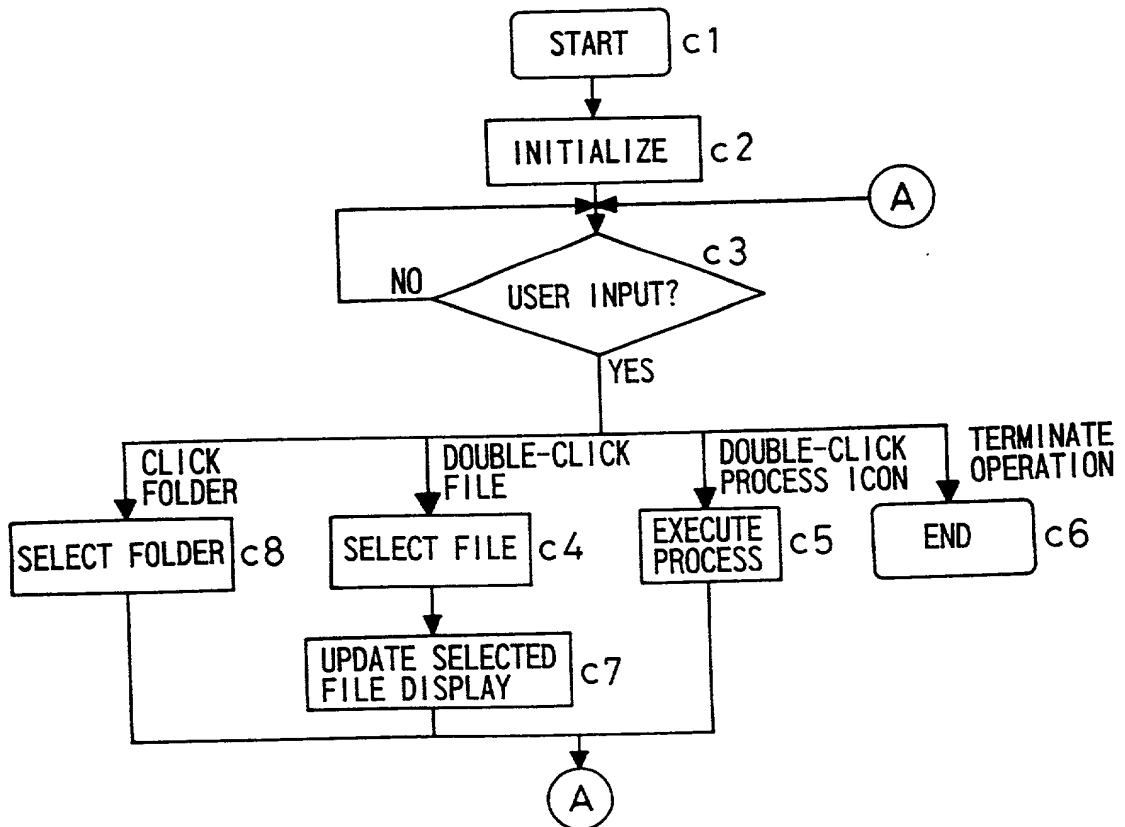 START c1
INITIALIZE c2
A
c3
NO
USER INPUT?
YES
CLICK
FOLDER
DOUBLE-CLICK
FILE
DOUBLE-CLICK
PROCESS ICON
TERMINATE
OPERATION
SELECT FOLDER c8
SELECT FILE c4
EXECUTE
PROCESS
c5
END c6
UPDATE SELECTED
FILE DISPLAY
c7
A